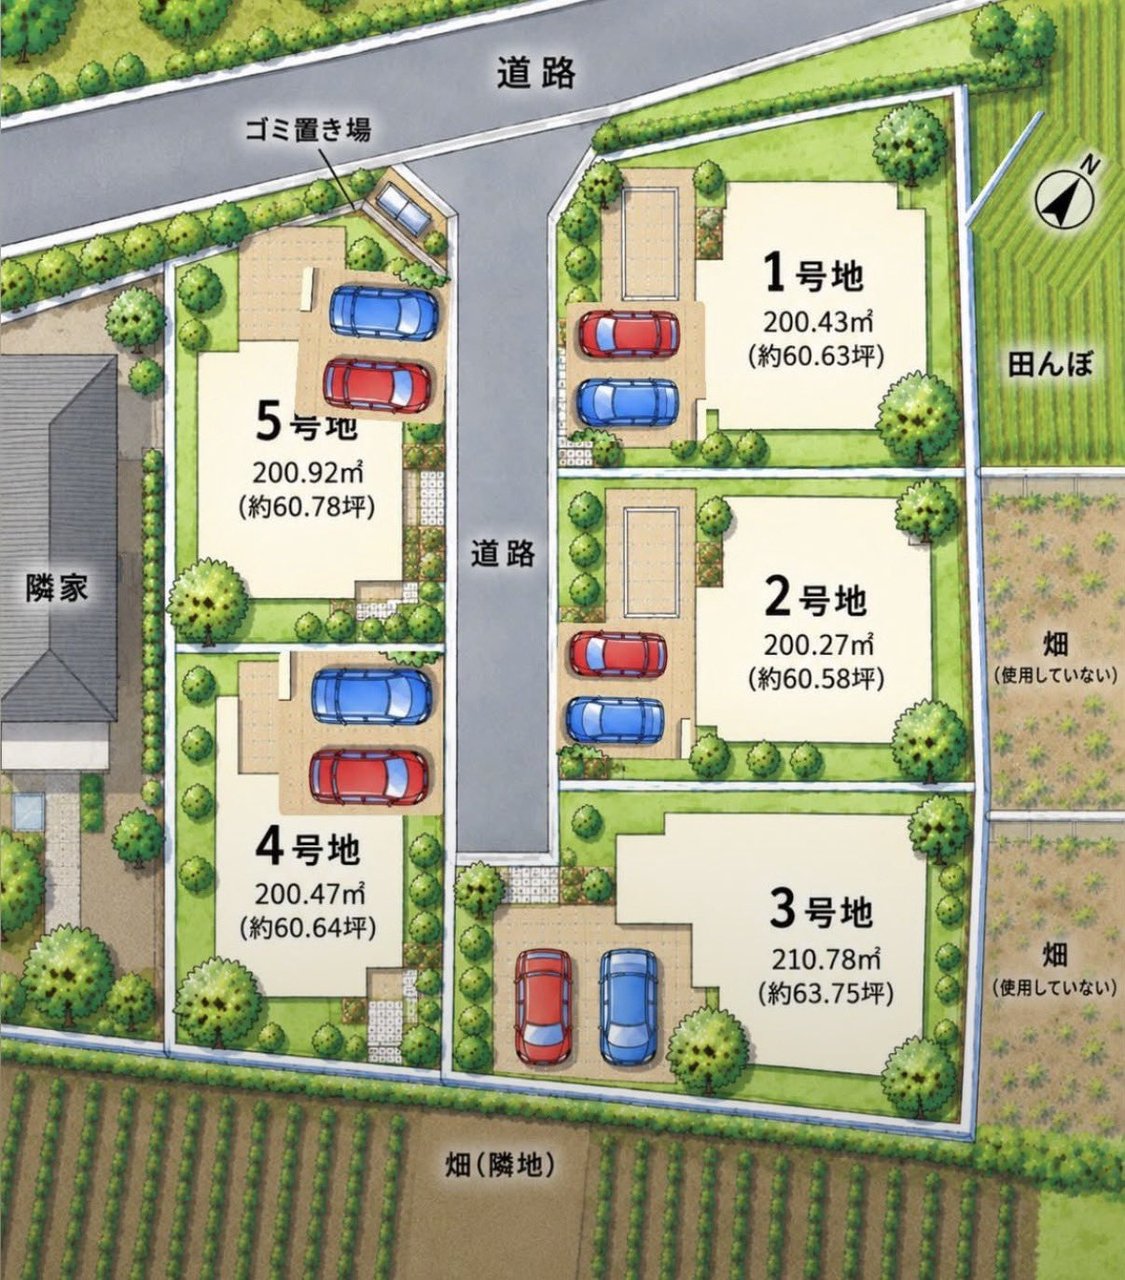 道路
ゴミ置き場
N
1号地
200.43㎡
(約60.63坪)
田んぼ
5号地
200.92㎡
(約60.78坪)
道路
隣家
2号地
200.27㎡
(約60.58坪)
畑
(使用していない)
4号地
200.47㎡
(約60.64坪)
3号地
210.78㎡
(約63.75坪)
畑
(使用していない)
畑(隣地)